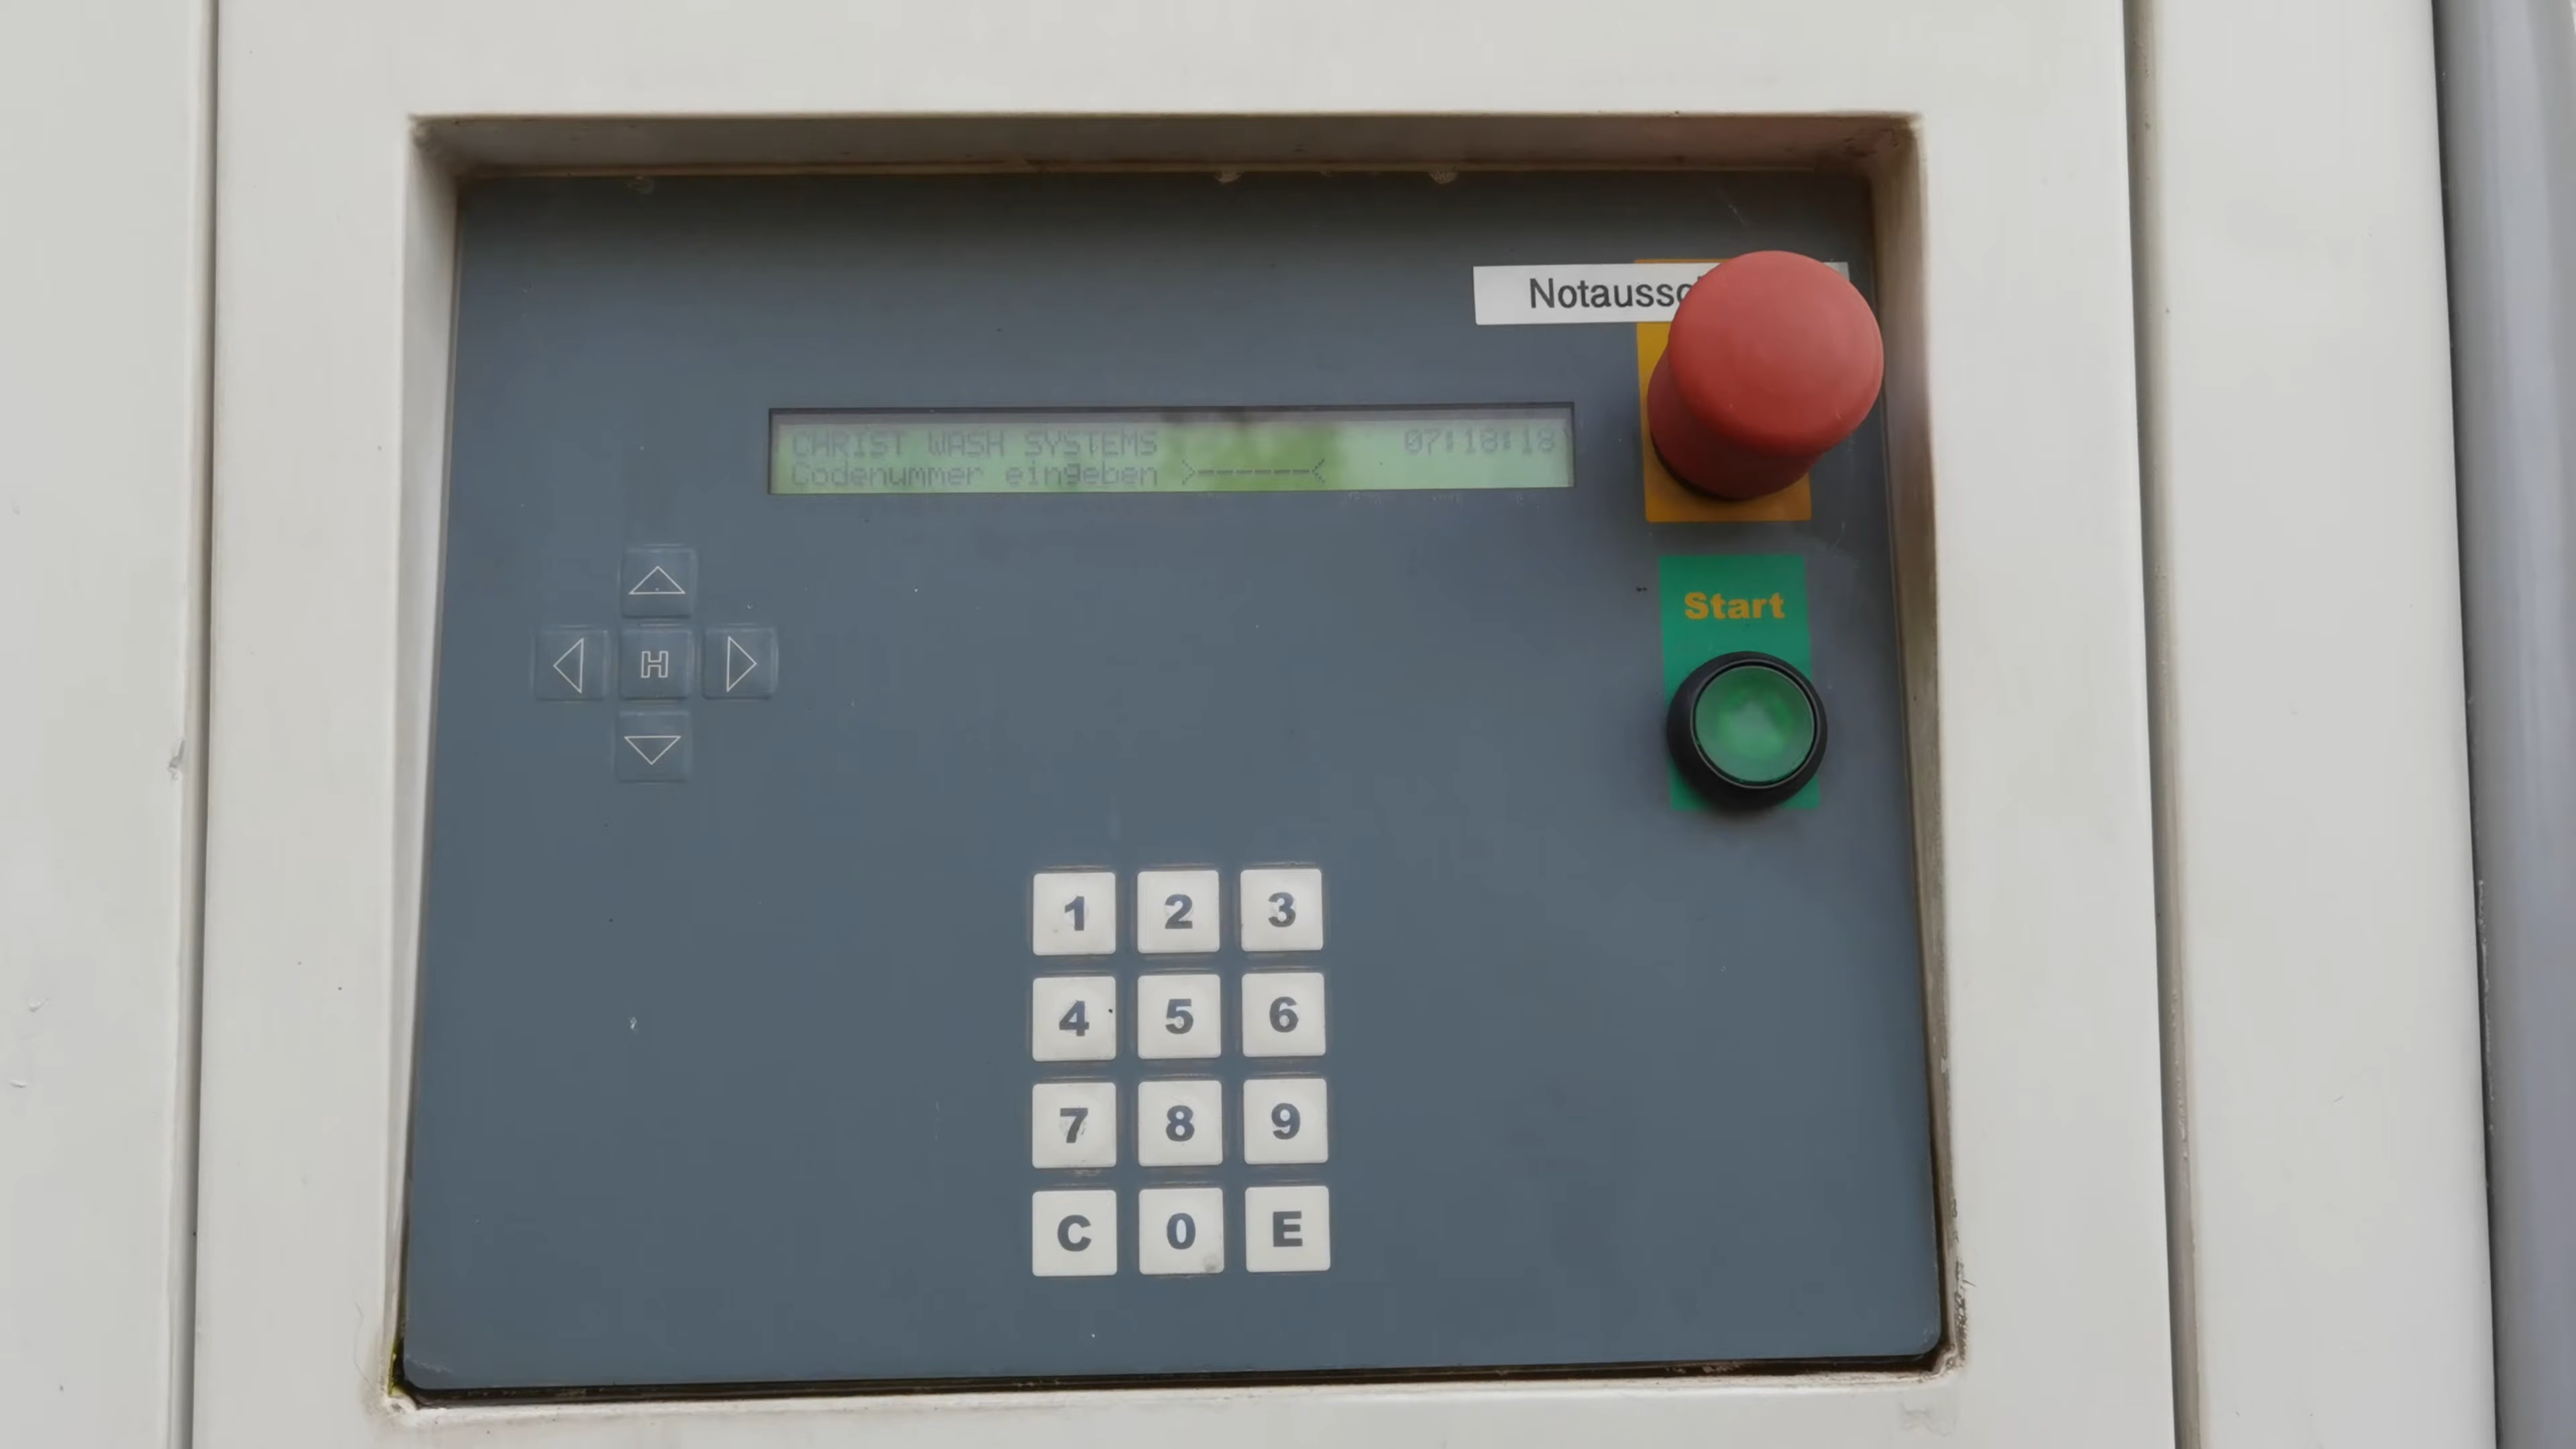 Notaussc
CHRIST WASH SYSTEMS 07:18:18
Codenummer eingeben >------<
H
Start
1 2 3
4 5 6
7 8 9
C 0 E